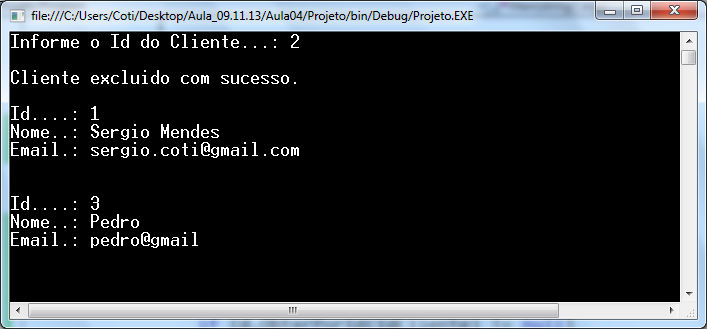 file:///C:/Users/Coti/Desktop/Aula_09.11.13/Aula04/Projeto/bin/Debug/Projeto.EXE
Informe o Id do Cliente...: 2
Cliente excluido com sucesso.
Id....: 1
Nome..: Sergio Mendes
Email.: sergio.coti@gmail.com
Id....: 3
Nome..: Pedro
Email.: pedro@gmail